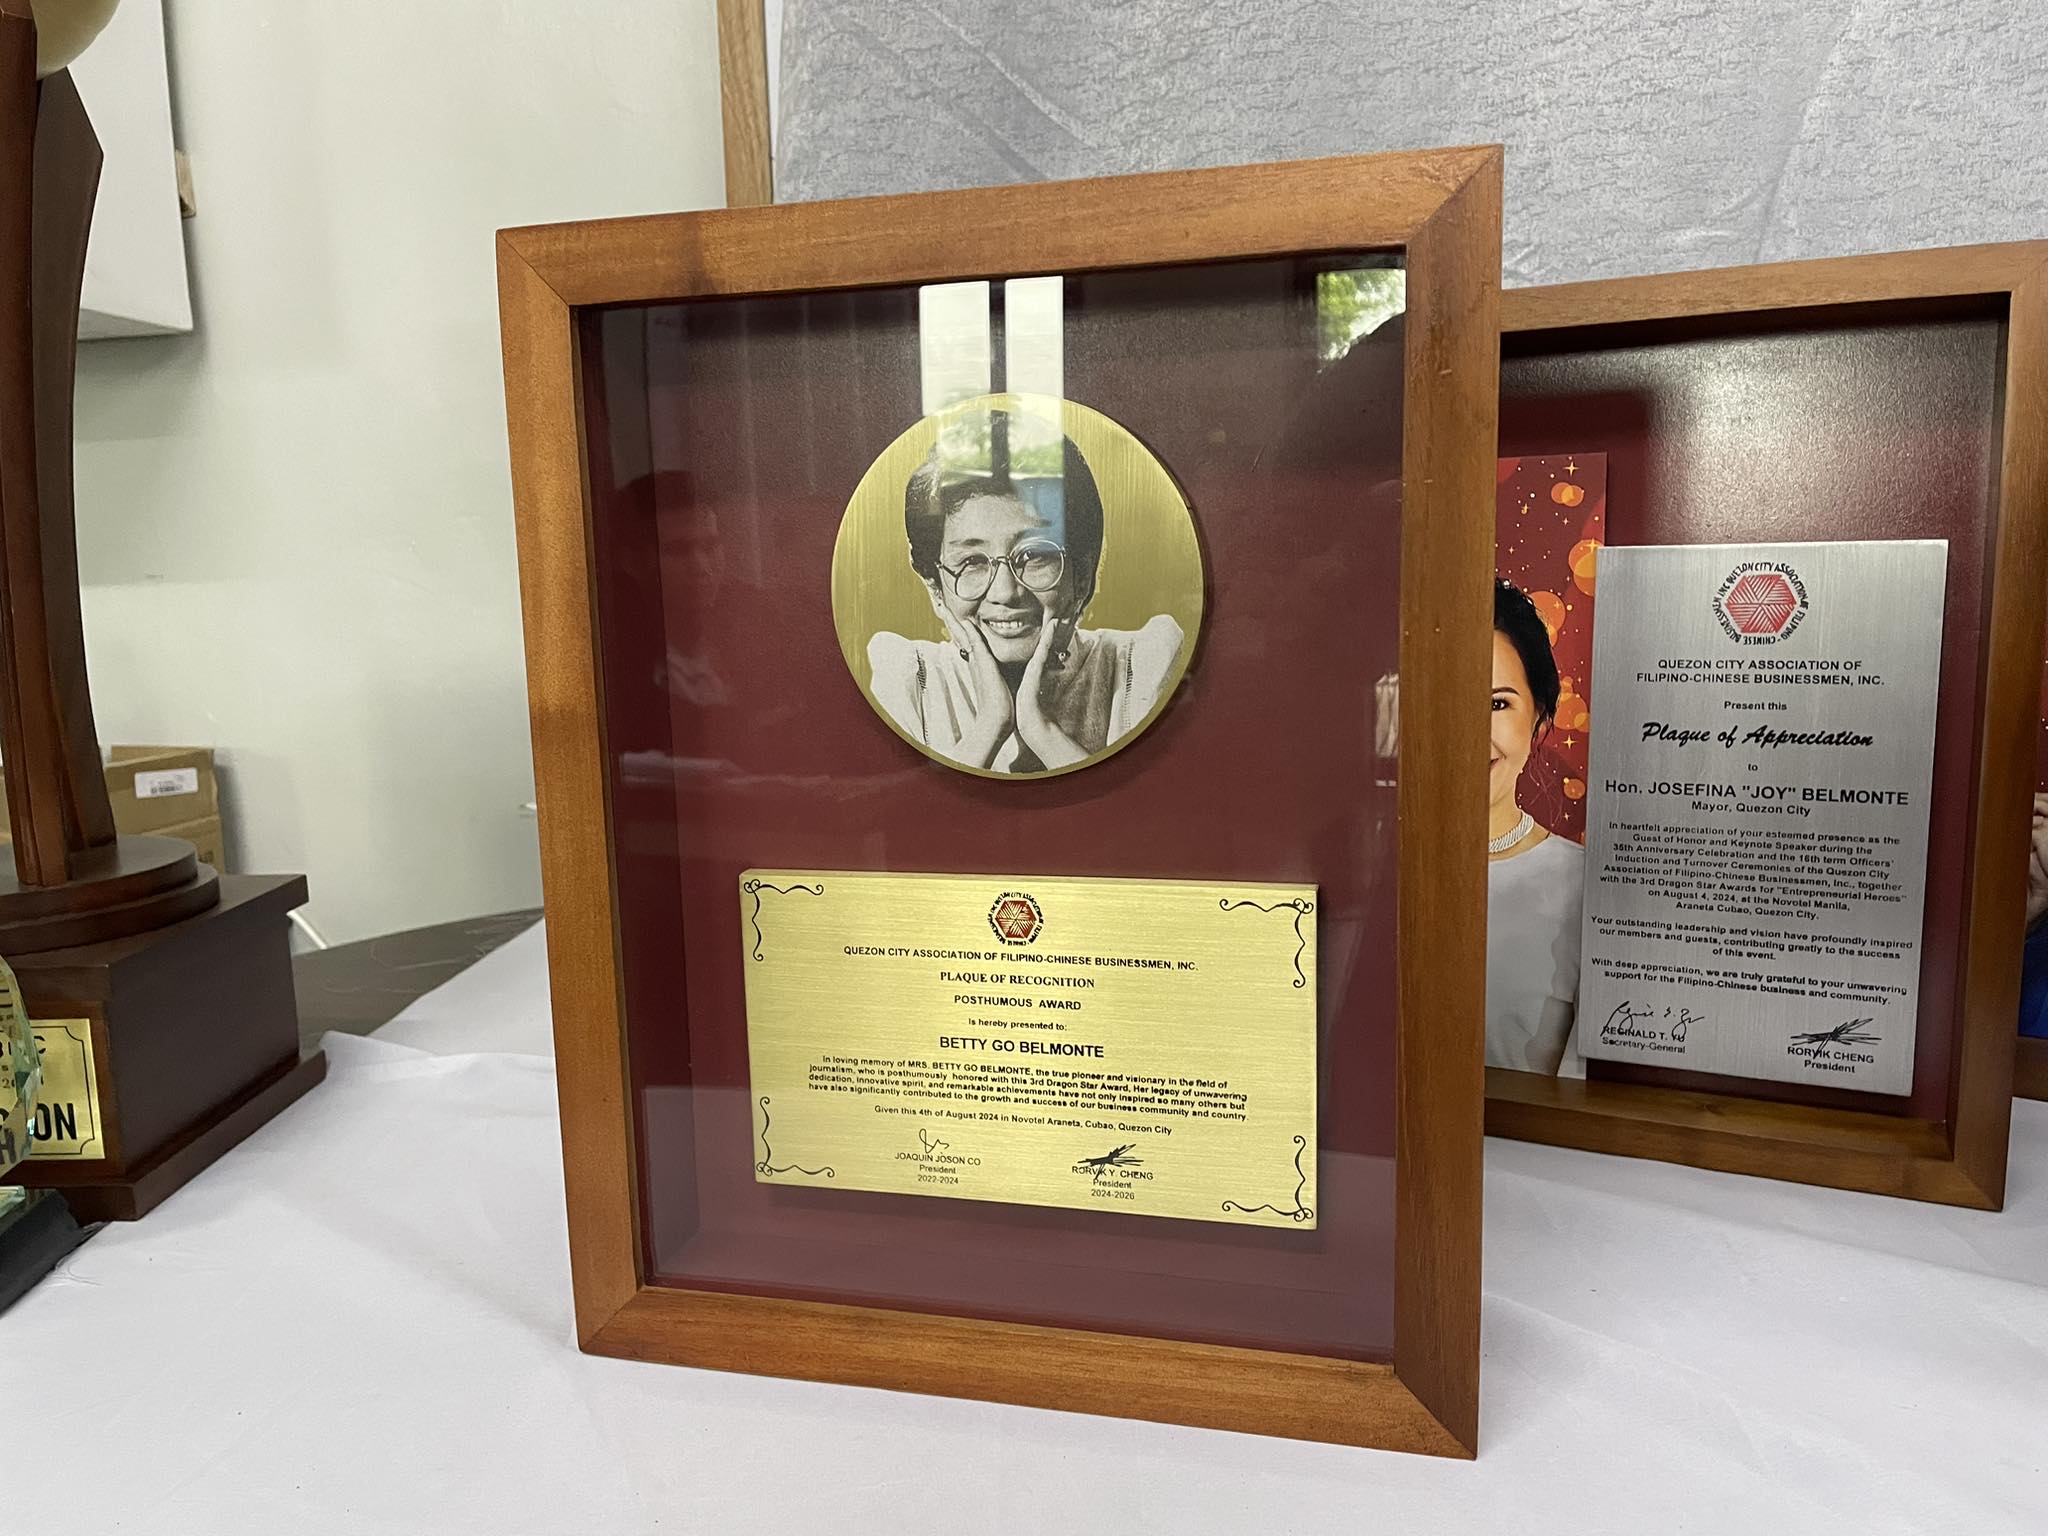 QUEZON CITY ASSOCIATION OF FILIPINO-CHINESE BUSINESSMEN, INC.
PLAQUE OF RECOGNITION
POSTHUMOUS AWARD
Is hereby presented to:
BETTY GO BELMONTE
In loving memory of MRS. BETTY GO BELMONTE, the true pioneer and visionary in the field of
journalism, who is posthumously honored with this 3rd Dragon Star Award. Her legacy of unwavering
dedication, innovative spirit, and remarkable achievements have not only inspired so many others but
have also significantly contributed to the growth and success of our business community and country.
Given this 4th of August 2024 in Novotel Araneta, Cubao, Quezon City
JOAQUIN JOSON CO
President
2022-2024
RORVIK Y. CHENG
President
2024-2026
QUEZON CITY ASSOCIATION OF FILIPINO-CHINESE BUSINESSMEN INC
QUEZON CITY ASSOCIATION OF
FILIPINO-CHINESE BUSINESSMEN, INC.
Present this
Plaque of Appreciation
to
Hon. JOSEFINA "JOY" BELMONTE
Mayor, Quezon City
In heartfelt appreciation of your esteemed presence as the
Guest of Honor and Keynote Speaker during the
35th Anniversary Celebration and the 16th term Officers'
Induction and Turnover Ceremonies of the Quezon City
Association of Filipino-Chinese Businessmen, Inc., together
with the 3rd Dragon Star Awards for "Entrepreneurial Heroes"
on August 4, 2024, at the Novotel Manila,
Araneta Cubao, Quezon City.
Your outstanding leadership and vision have profoundly inspired
our members and guests, contributing greatly to the success
of this event.
With deep appreciation, we are truly grateful to your unwavering
support for the Filipino-Chinese business and community.
REGINALD T. YU
Secretary-General
RORVIK CHENG
President